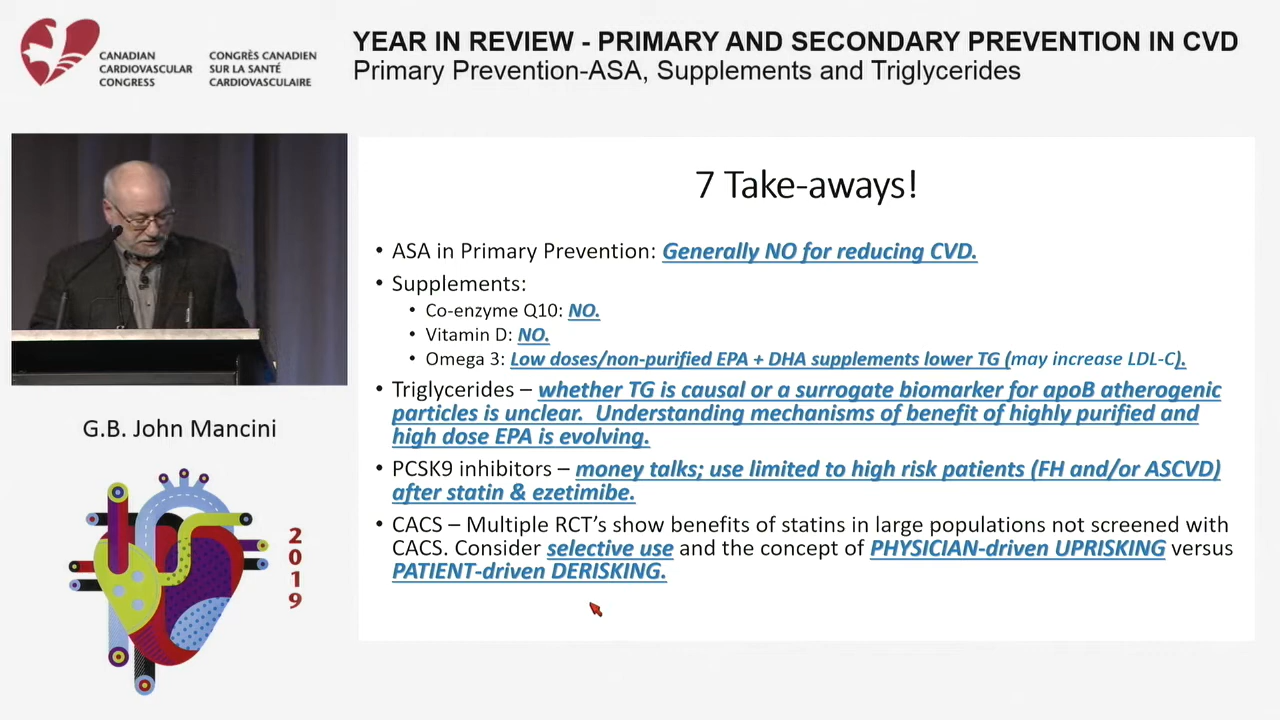 CANADIAN
CARDIOVASCULAR
CONGRESS
CONGRÈS CANADIEN
SUR LA SANTÉ
CARDIOVASCULAIRE
YEAR IN REVIEW - PRIMARY AND SECONDARY PREVENTION IN CVD
Primary Prevention-ASA, Supplements and Triglycerides
7 Take-aways!
• ASA in Primary Prevention: Generally NO for reducing CVD.
• Supplements:
• Co-enzyme Q10: NO.
• Vitamin D: NO.
• Omega 3: Low doses/non-purified EPA + DHA supplements lower TG (may increase LDL-C).
• Triglycerides – whether TG is causal or a surrogate biomarker for apoB atherogenic
particles is unclear. Understanding mechanisms of benefit of highly purified and
high dose EPA is evolving.
• PCSK9 inhibitors – money talks; use limited to high risk patients (FH and/or ASCVD)
after statin & ezetimibe.
• CACS – Multiple RCT’s show benefits of statins in large populations not screened with
CACS. Consider selective use and the concept of PHYSICIAN-driven UPRISKING versus
PATIENT-driven DERISKING.
G.B. John Mancini
2
0
1
9